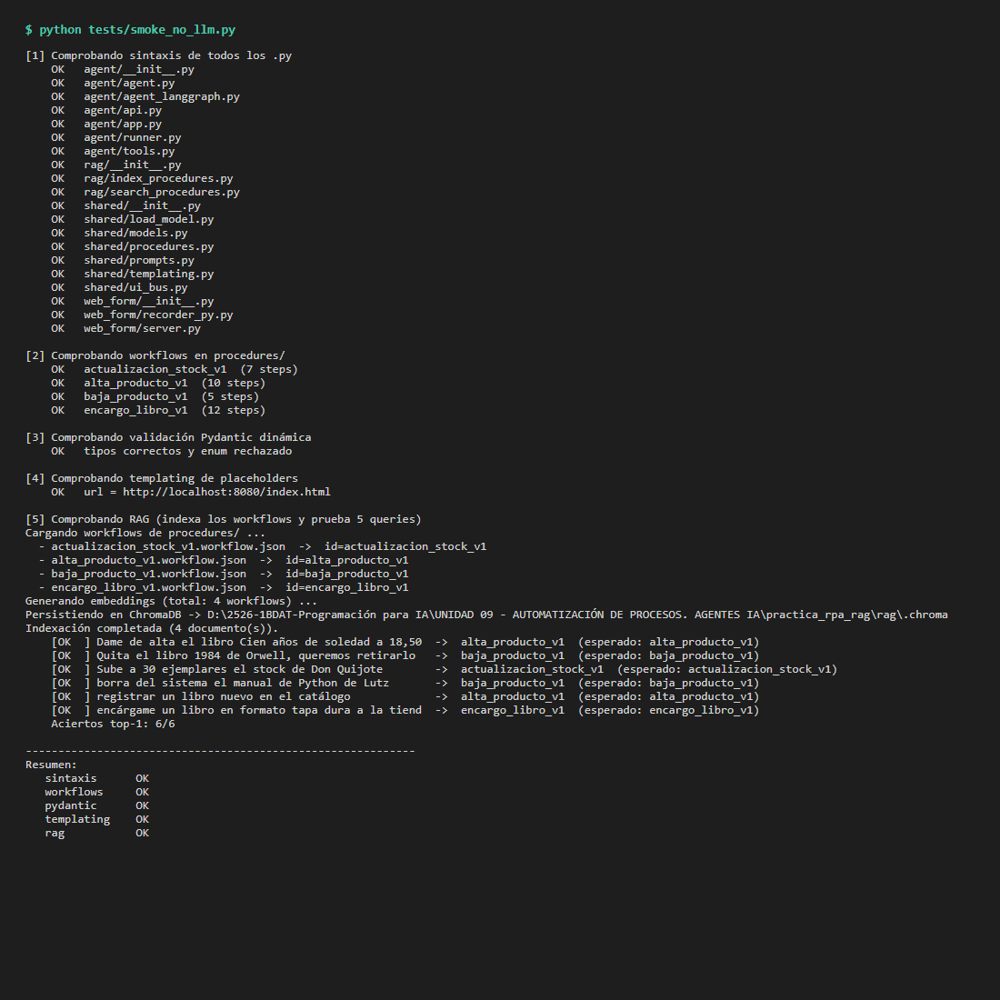 $ python tests/smoke_no_llm.py
[1] Comprobando sintaxis de todos los .py
OK   agent/__init__.py
OK   agent/agent.py
OK   agent/agent_langgraph.py
OK   agent/api.py
OK   agent/app.py
OK   agent/runner.py
OK   agent/tools.py
OK   rag/__init__.py
OK   rag/index_procedures.py
OK   rag/search_procedures.py
OK   shared/__init__.py
OK   shared/load_model.py
OK   shared/models.py
OK   shared/procedures.py
OK   shared/prompts.py
OK   shared/templating.py
OK   shared/ui_bus.py
OK   web_form/__init__.py
OK   web_form/recorder_py.py
OK   web_form/server.py
[2] Comprobando workflows en procedures/
OK   actualizacion_stock_v1  (7 steps)
OK   alta_producto_v1  (10 steps)
OK   baja_producto_v1  (5 steps)
OK   encargo_libro_v1  (12 steps)
[3] Comprobando validación Pydantic dinámica
OK   tipos correctos y enum rechazado
[4] Comprobando templating de placeholders
OK   url = http://localhost:8080/index.html
[5] Comprobando RAG (indexa los workflows y prueba 5 queries)
Cargando workflows de procedures/ ...
- actualizacion_stock_v1.workflow.json  ->  id=actualizacion_stock_v1
- alta_producto_v1.workflow.json  ->  id=alta_producto_v1
- baja_producto_v1.workflow.json  ->  id=baja_producto_v1
- encargo_libro_v1.workflow.json  ->  id=encargo_libro_v1
Generando embeddings (total: 4 workflows) ...
Persistiendo en ChromaDB -> D:\2526-1BDAT-Programación para IA\UNIDAD 09 - AUTOMATIZACIÓN DE PROCESOS. AGENTES IA\practica_rpa_rag\rag\.chroma
Indexación completada (4 documento(s)).
[OK  ] Dame de alta el libro Cien años de soledad a 18,50  ->  alta_producto_v1  (esperado: alta_producto_v1)
[OK  ] Quita el libro 1984 de Orwell, queremos retirarlo   ->  baja_producto_v1  (esperado: baja_producto_v1)
[OK  ] Sube a 30 ejemplares el stock de Don Quijote        ->  actualizacion_stock_v1  (esperado: actualizacion_stock_v1)
[OK  ] borra del sistema el manual de Python de Lutz       ->  baja_producto_v1  (esperado: baja_producto_v1)
[OK  ] registrar un libro nuevo en el catálogo             ->  alta_producto_v1  (esperado: alta_producto_v1)
[OK  ] encárgame un libro en formato tapa dura a la tiend  ->  encargo_libro_v1  (esperado: encargo_libro_v1)
Aciertos top-1: 6/6
------------------------------------------------------------
Resumen:
sintaxis      OK
workflows     OK
pydantic      OK
templating    OK
rag           OK